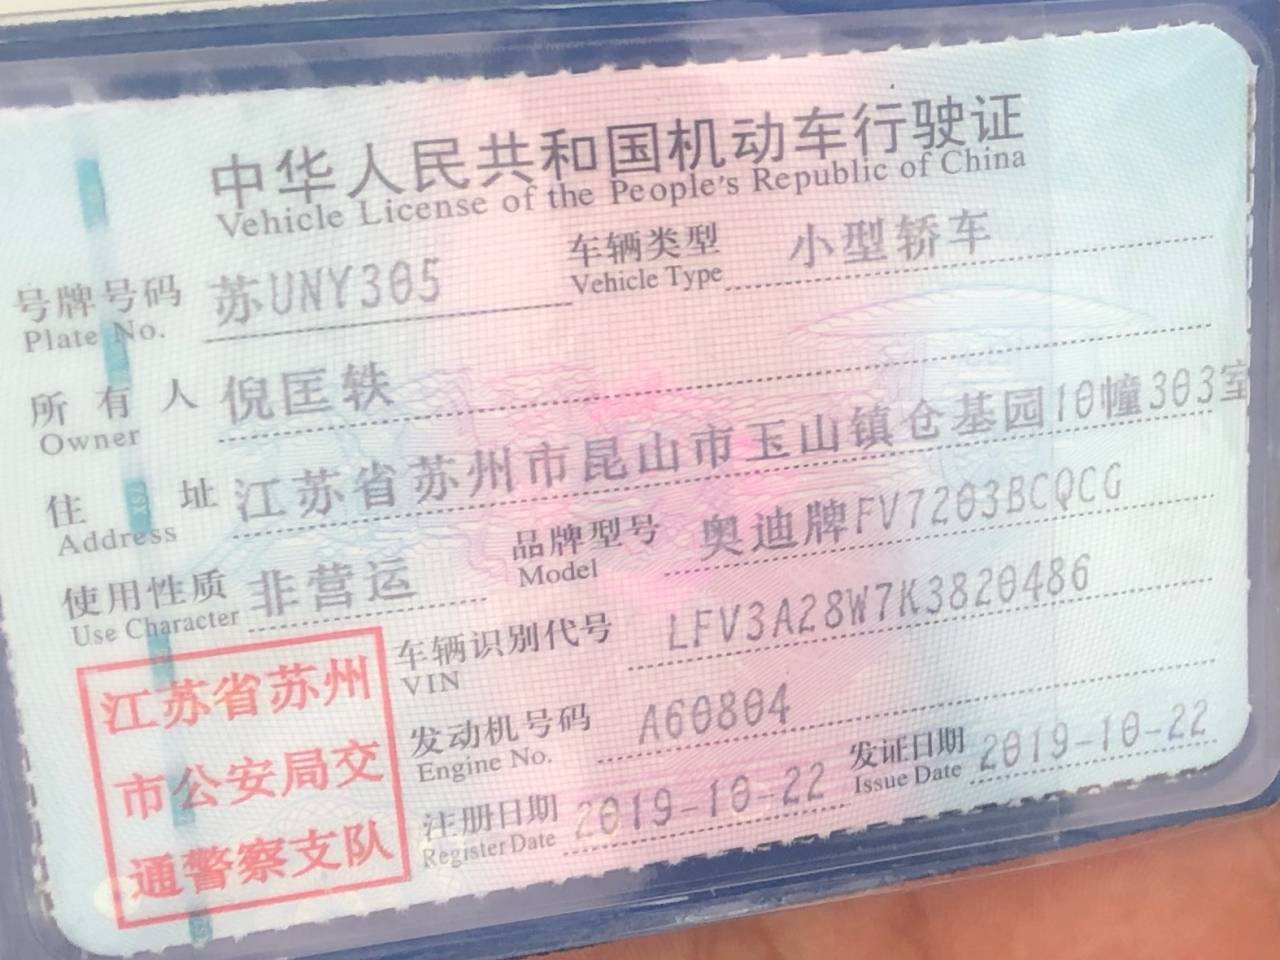 中华人民共和国机动车行驶证
Vehicle License of the People's Republic of China
号牌号码 苏UNY305 车辆类型 小型轿车
Plate No. Vehicle Type
所有人 倪匡轶
Owner
住址 江苏省苏州市昆山市玉山镇仓基园10幢303室
Address
使用性质 非营运 品牌型号 奥迪牌FV7203BCQCG
Use Character Model
车辆识别代号 LFV3A28W7K3820486
VIN
发动机号码 A60804
Engine No.
注册日期 2019-10-22 发证日期 2019-10-22
Register Date Issue Date
江苏省苏州
市公安局交
通警察支队